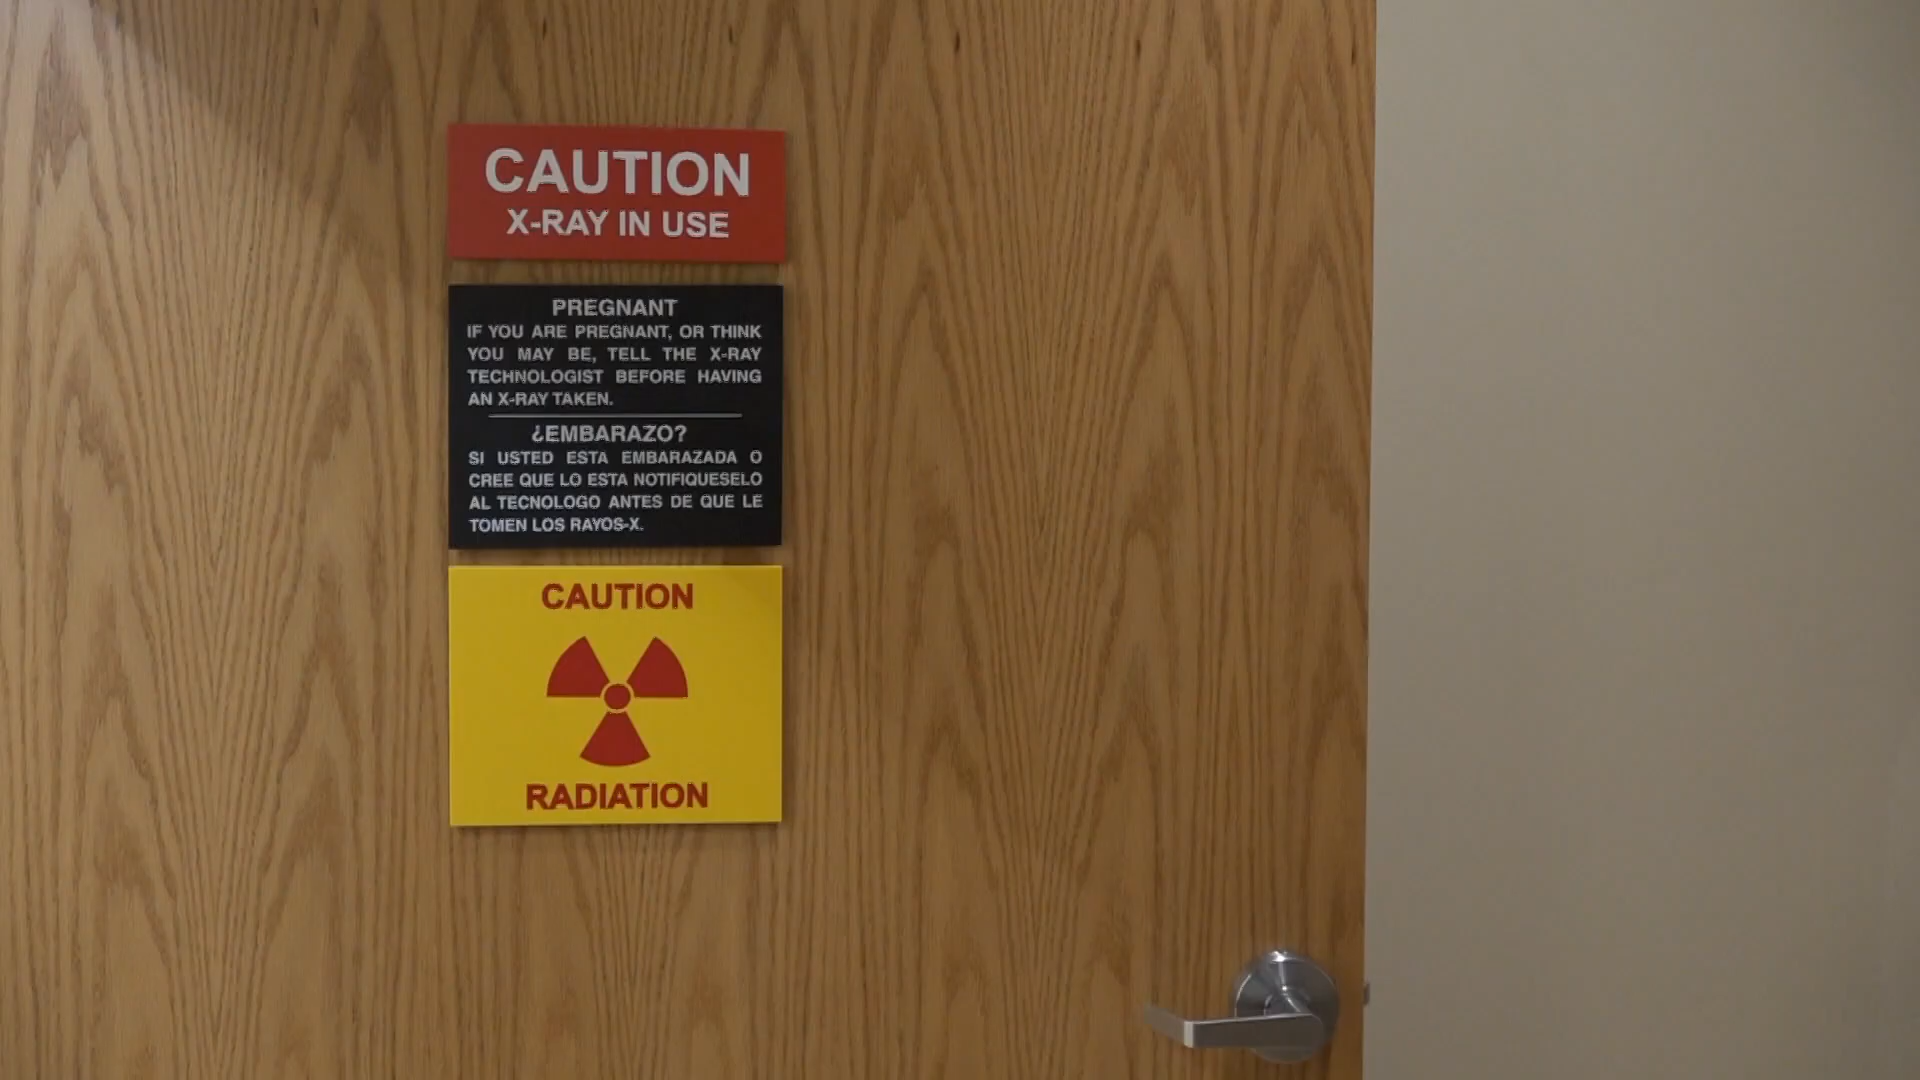 CAUTION
X-RAY IN USE
PREGNANT
IF YOU ARE PREGNANT, OR THINK
YOU MAY BE, TELL THE X-RAY
TECHNOLOGIST BEFORE HAVING
AN X-RAY TAKEN.
¿EMBARAZO?
SI USTED ESTA EMBARAZADA O
CREE QUE LO ESTA NOTIFIQUESELO
AL TECNOLOGO ANTES DE QUE LE
TOMEN LOS RAYOS-X.
CAUTION
RADIATION